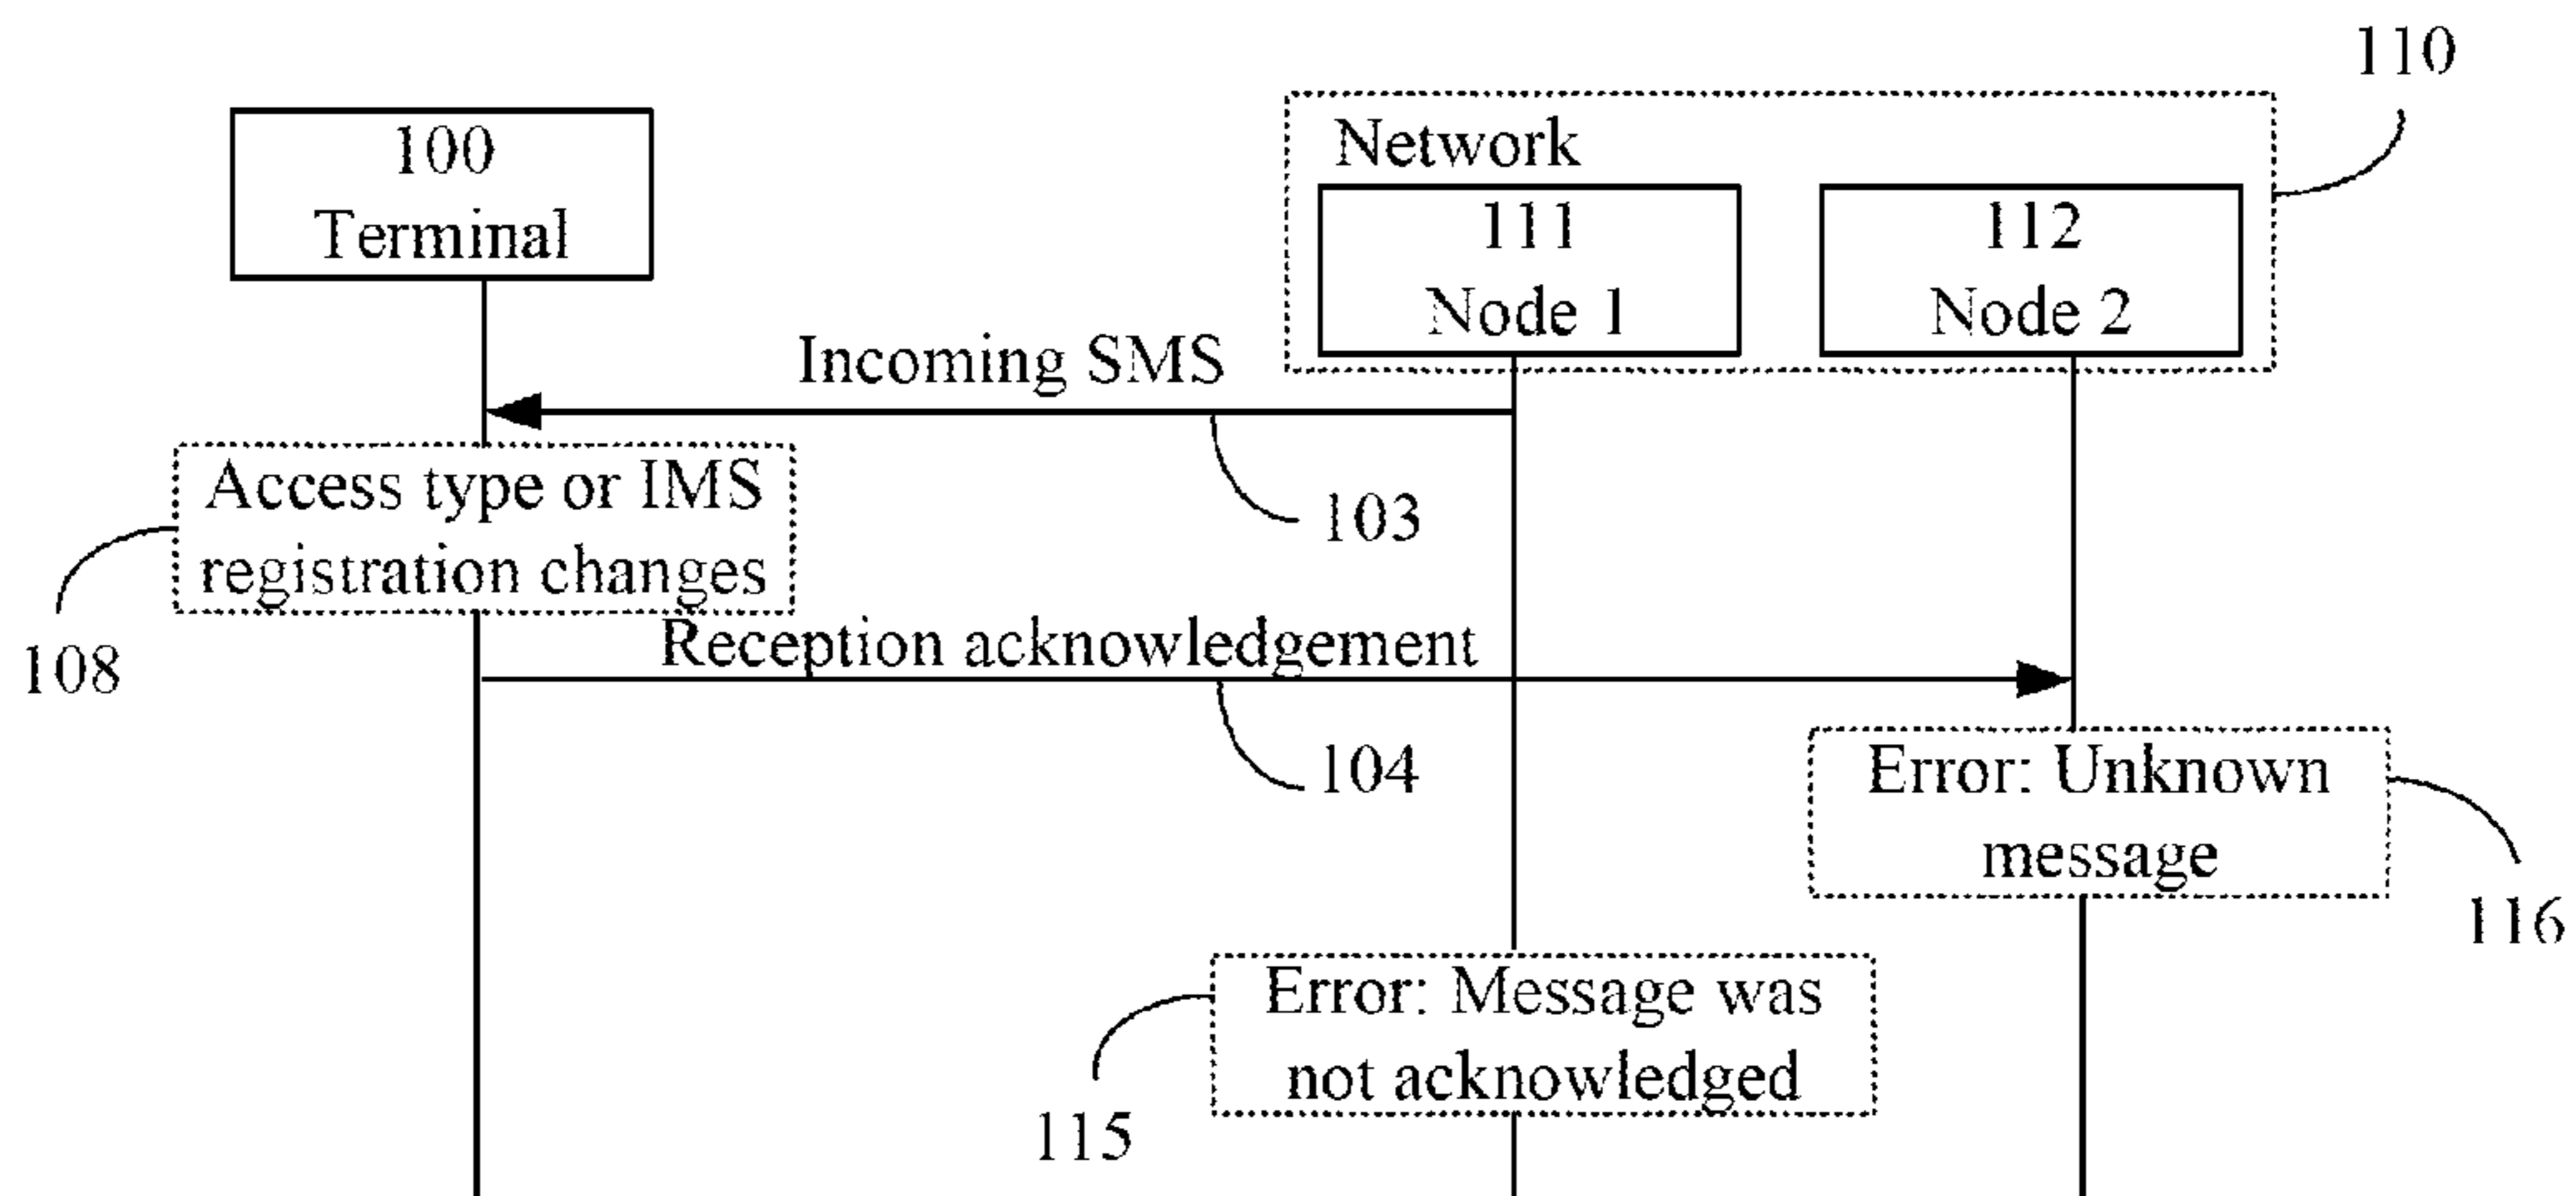 110
100
Terminal
Network
111
Node 1
112
Node 2
Incoming SMS
103
Access type or IMS
registration changes
108
Reception acknowledgement
104
Error: Unknown
message
116
Error: Message was
not acknowledged
115